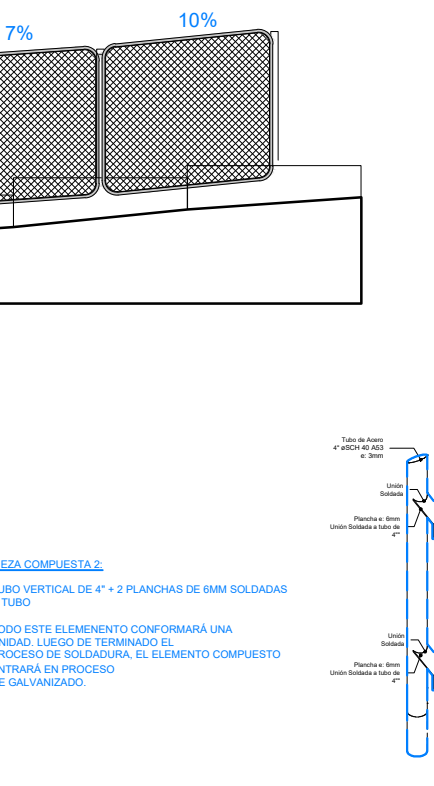 7%
10%
Tubo de Acero
4" øSCH 40 A53
e: 3mm
Unión
Soldada
Plancha e: 6mm
Unión Soldada a tubo de
4""
EZA COMPUESTA 2:
UBO VERTICAL DE 4" + 2 PLANCHAS DE 6MM SOLDADAS
TUBO
ODO ESTE ELEMENENTO CONFORMARÁ UNA
NIDAD. LUEGO DE TERMINADO EL
ROCESO DE SOLDADURA, EL ELEMENTO COMPUESTO
NTRARÁ EN PROCESO
E GALVANIZADO.
Unión
Soldada
Plancha e: 6mm
Unión Soldada a tubo de
4""